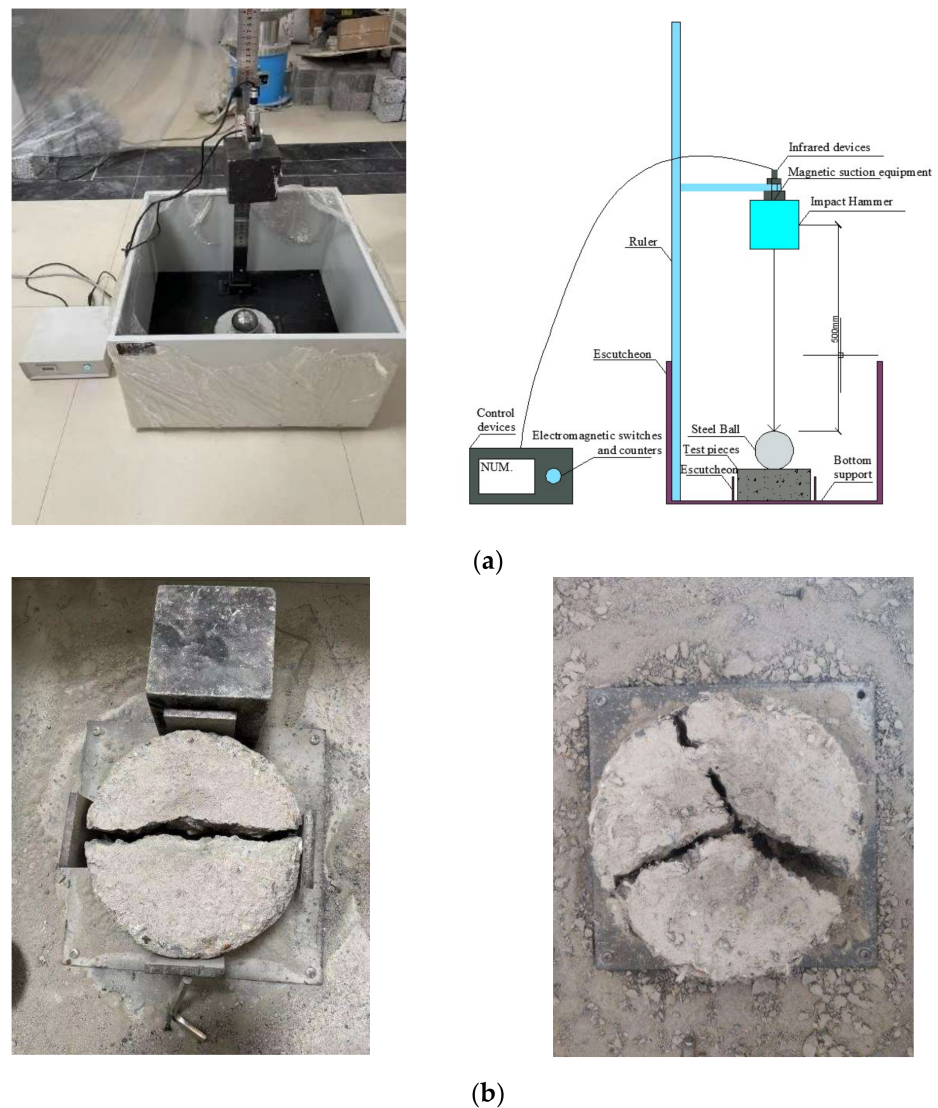 Infrared devices
Magnetic suction equipment
Impact Hammer
Ruler
500mm
Escutcheon
Control
devices
Electromagnetic switches
and counters
NUM.
Steel Ball
Test pieces
Escutcheon
Bottom
support
(a)
(b)